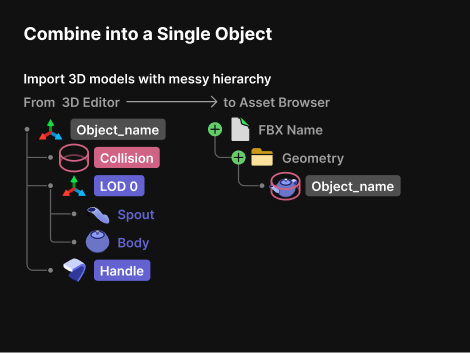 Combine into a Single Object
Import 3D models with messy hierarchy
From 3D Editor to Asset Browser
Object_name
Collision
LOD 0
Spout
Body
Handle
FBX Name
Geometry
Object_name